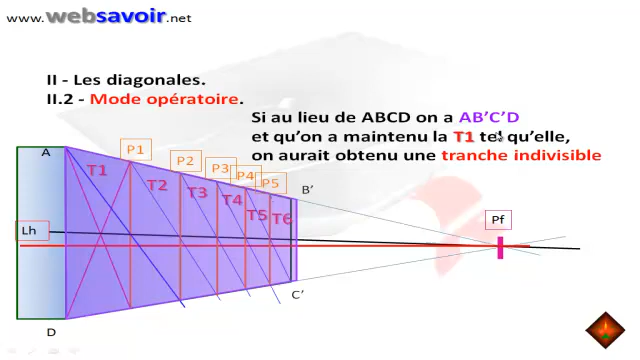 www.websavoir.net
II - Les diagonales.
II.2 - Mode opératoire.
Si au lieu de ABCD on a AB’C’D
et qu’on a maintenu la T1 tel qu’elle,
on aurait obtenu une tranche indivisible
A
P1
T1
P2
T2
P3
T3
P4
T4
P5
B’
T5
T6
Lh
Pf
C’
D